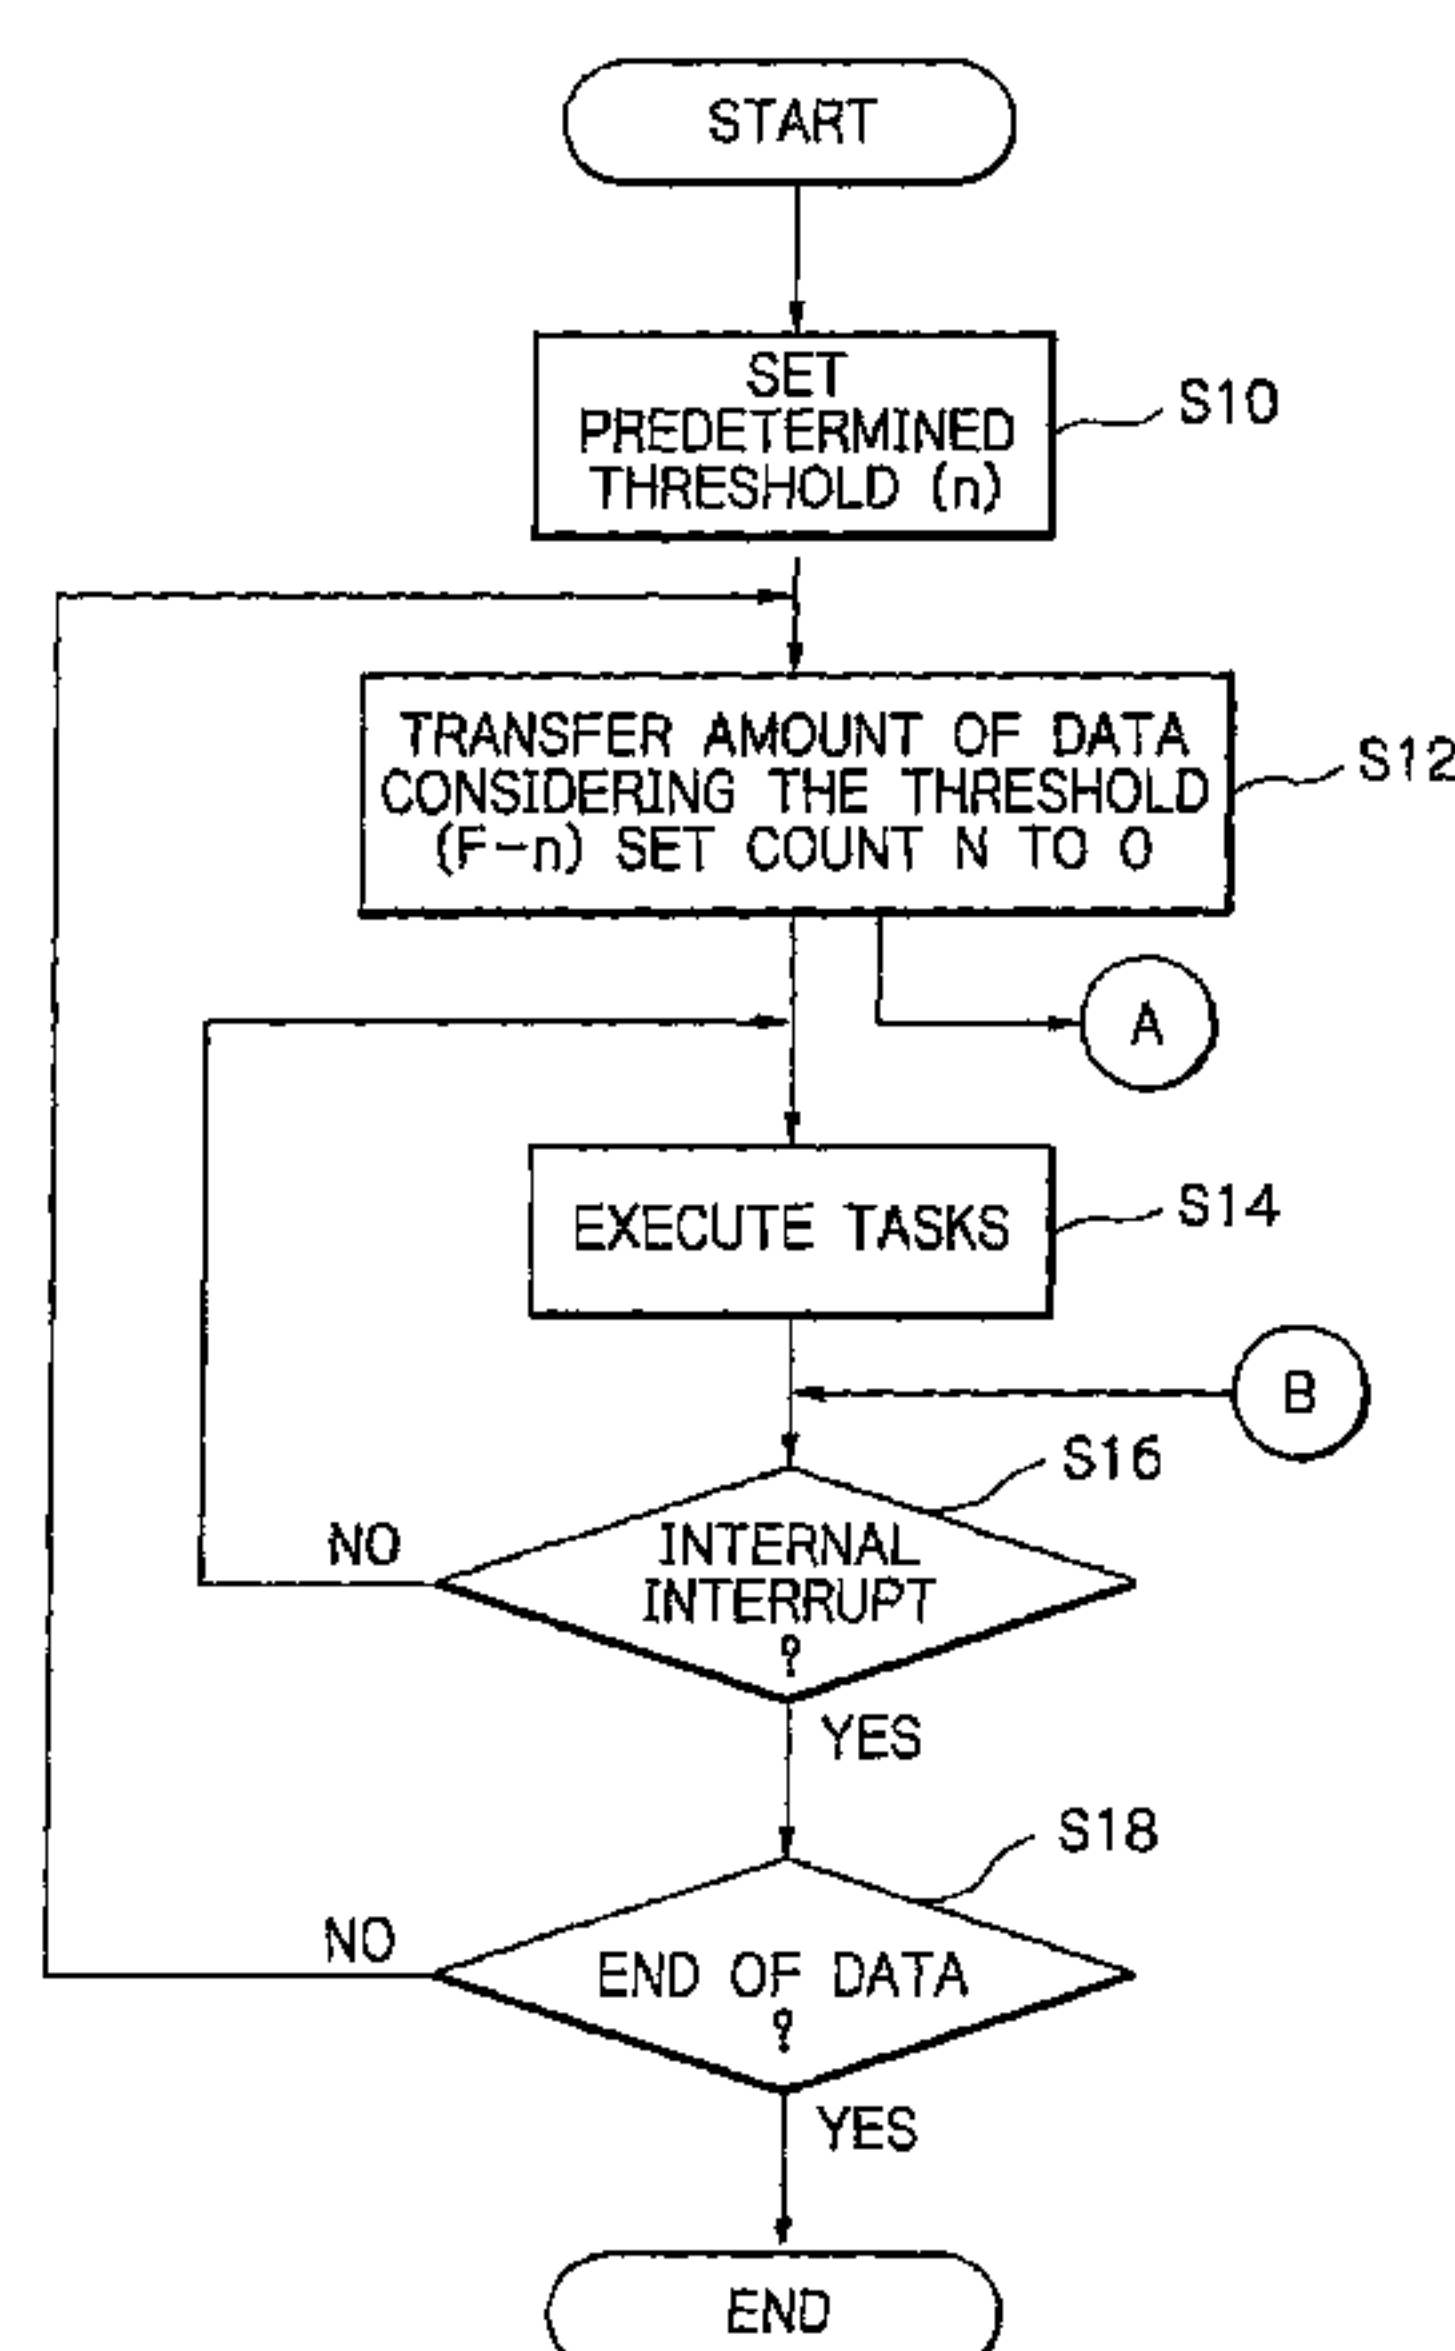 START
SET
PREDETERMINED
THRESHOLD (n)
S10
TRANSFER AMOUNT OF DATA
CONSIDERING THE THRESHOLD
(F-n) SET COUNT N TO 0
S12
A
EXECUTE TASKS
S14
B
S16
INTERNAL
INTERRUPT
?
NO
YES
S18
END OF DATA
?
NO
YES
END